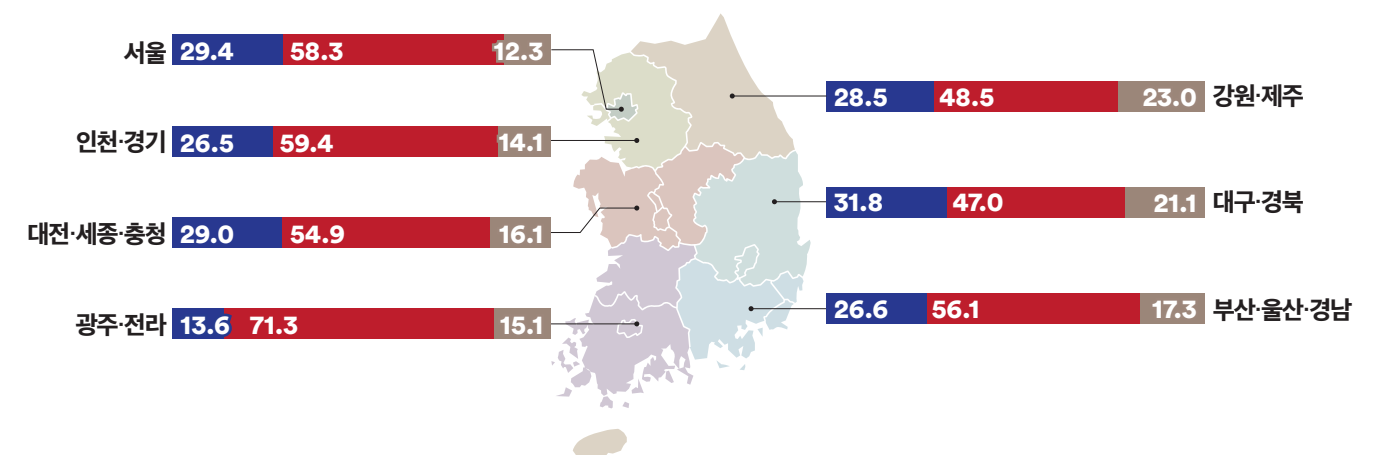 서울 29.4 58.3 12.3
인천·경기 26.5 59.4 14.1
대전·세종·충청 29.0 54.9 16.1
광주·전라 13.6 71.3 15.1
28.5 48.5 23.0 강원·제주
31.8 47.0 21.1 대구·경북
26.6 56.1 17.3 부산·울산·경남